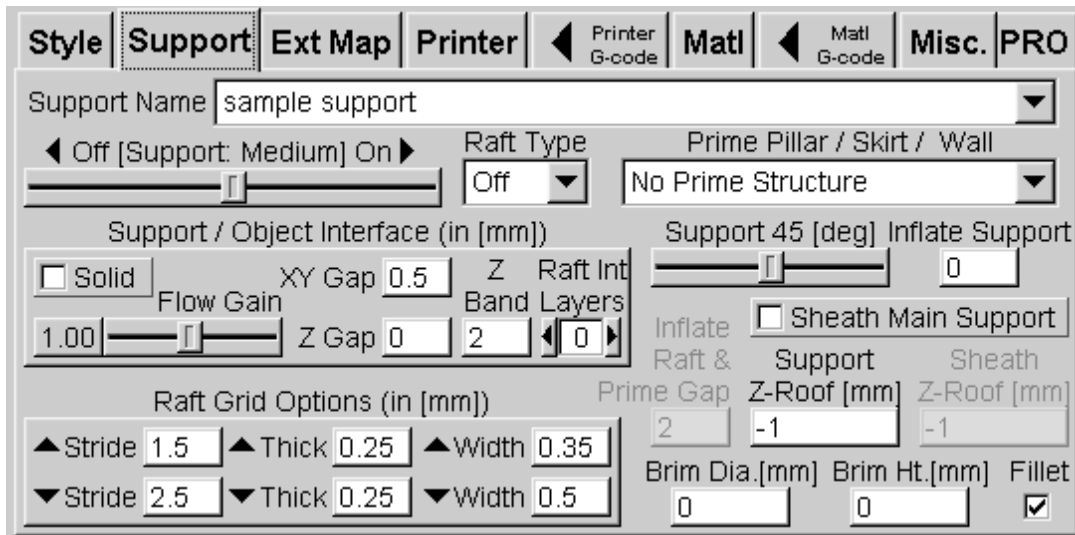 Style Support Ext Map Printer Printer G-code Matl Matl G-code Misc. PRO
Support Name sample support
Off [Support: Medium] On
Raft Type
Off
Prime Pillar / Skirt / Wall
No Prime Structure
Support / Object Interface (in [mm])
Solid
XY Gap 0.5
Flow Gain
1.00
Z Gap 0
Z Band
2
Raft Int Layers
0
Support 45 [deg]
Inflate Support
0
Sheath Main Support
Inflate Raft & Prime Gap
2
Support Z-Roof [mm]
-1
Sheath Z-Roof [mm]
-1
Raft Grid Options (in [mm])
Stride 1.5 Thick 0.25 Width 0.35
Stride 2.5 Thick 0.25 Width 0.5
Brim Dia.[mm]
0
Brim Ht.[mm]
0
Fillet